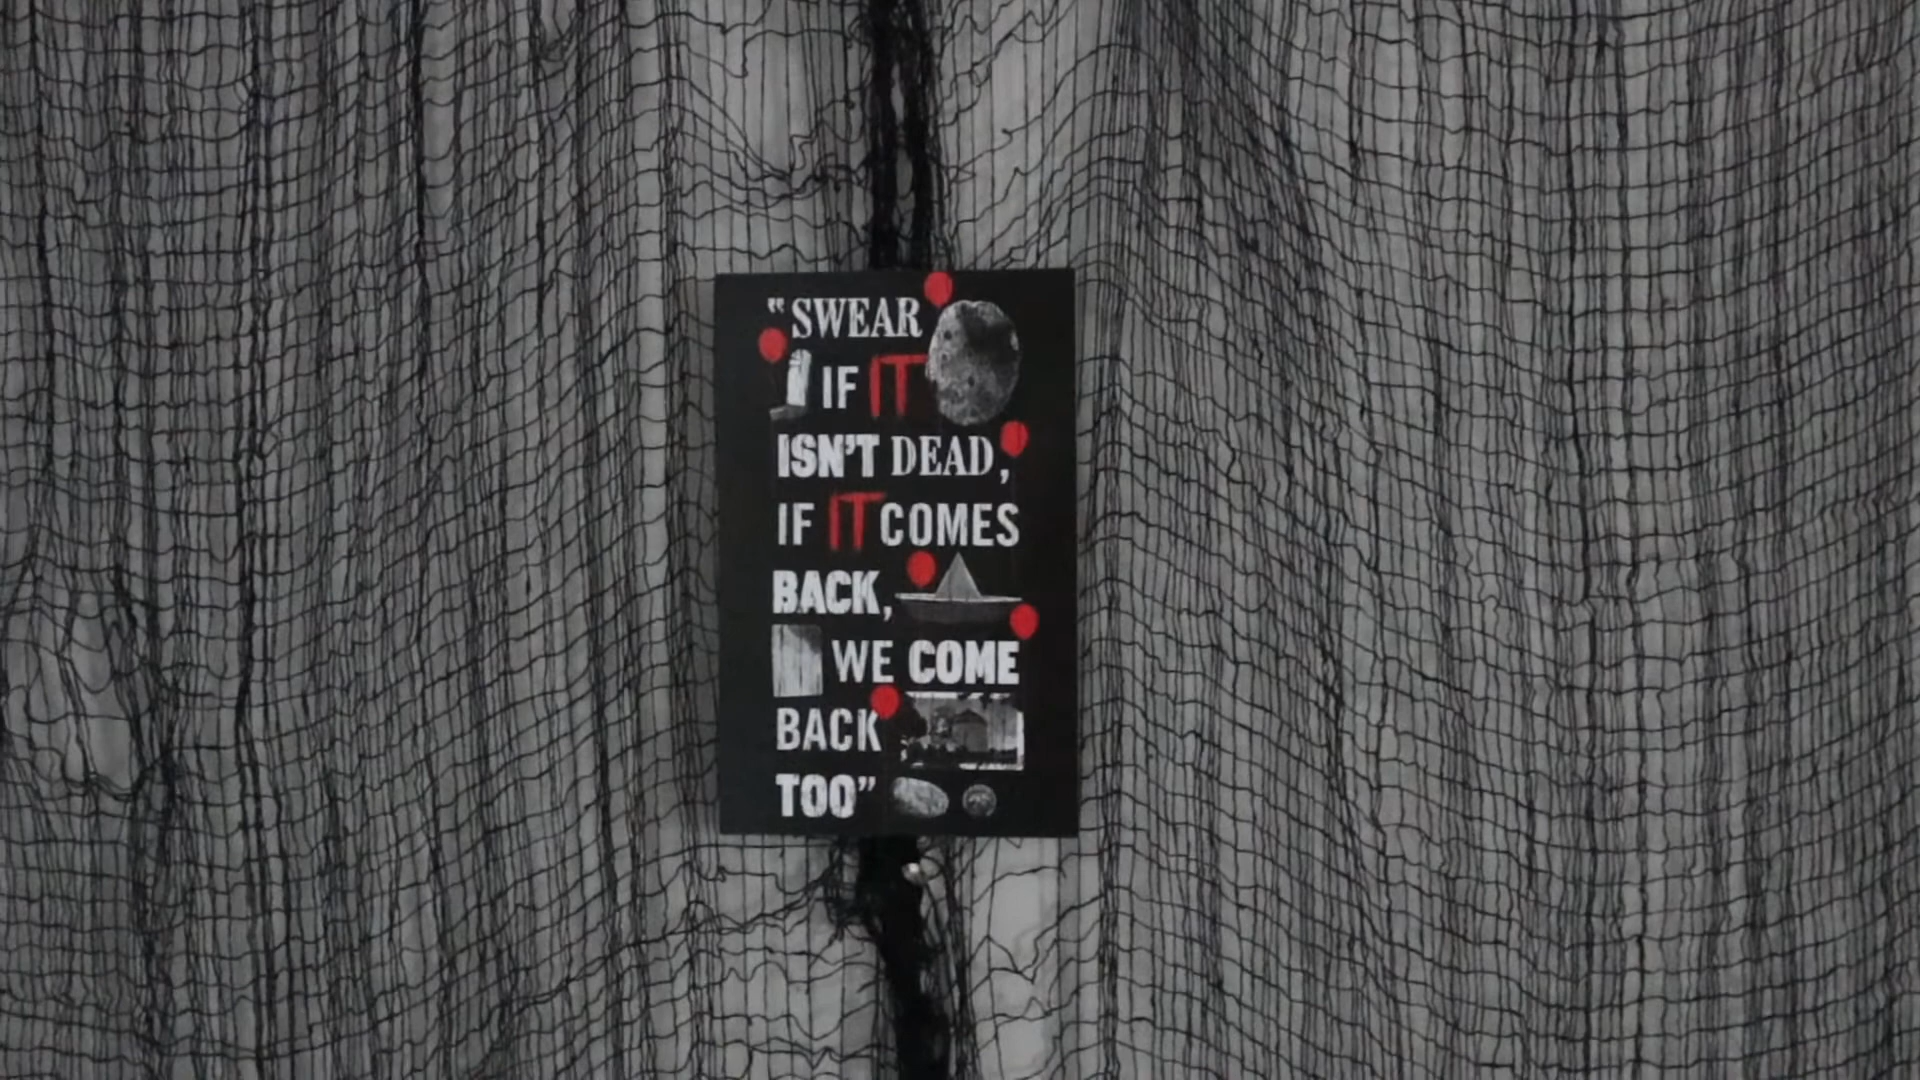 "SWEAR
IF IT
ISN'T DEAD,
IF IT COMES
BACK,
WE COME
BACK
TOO"